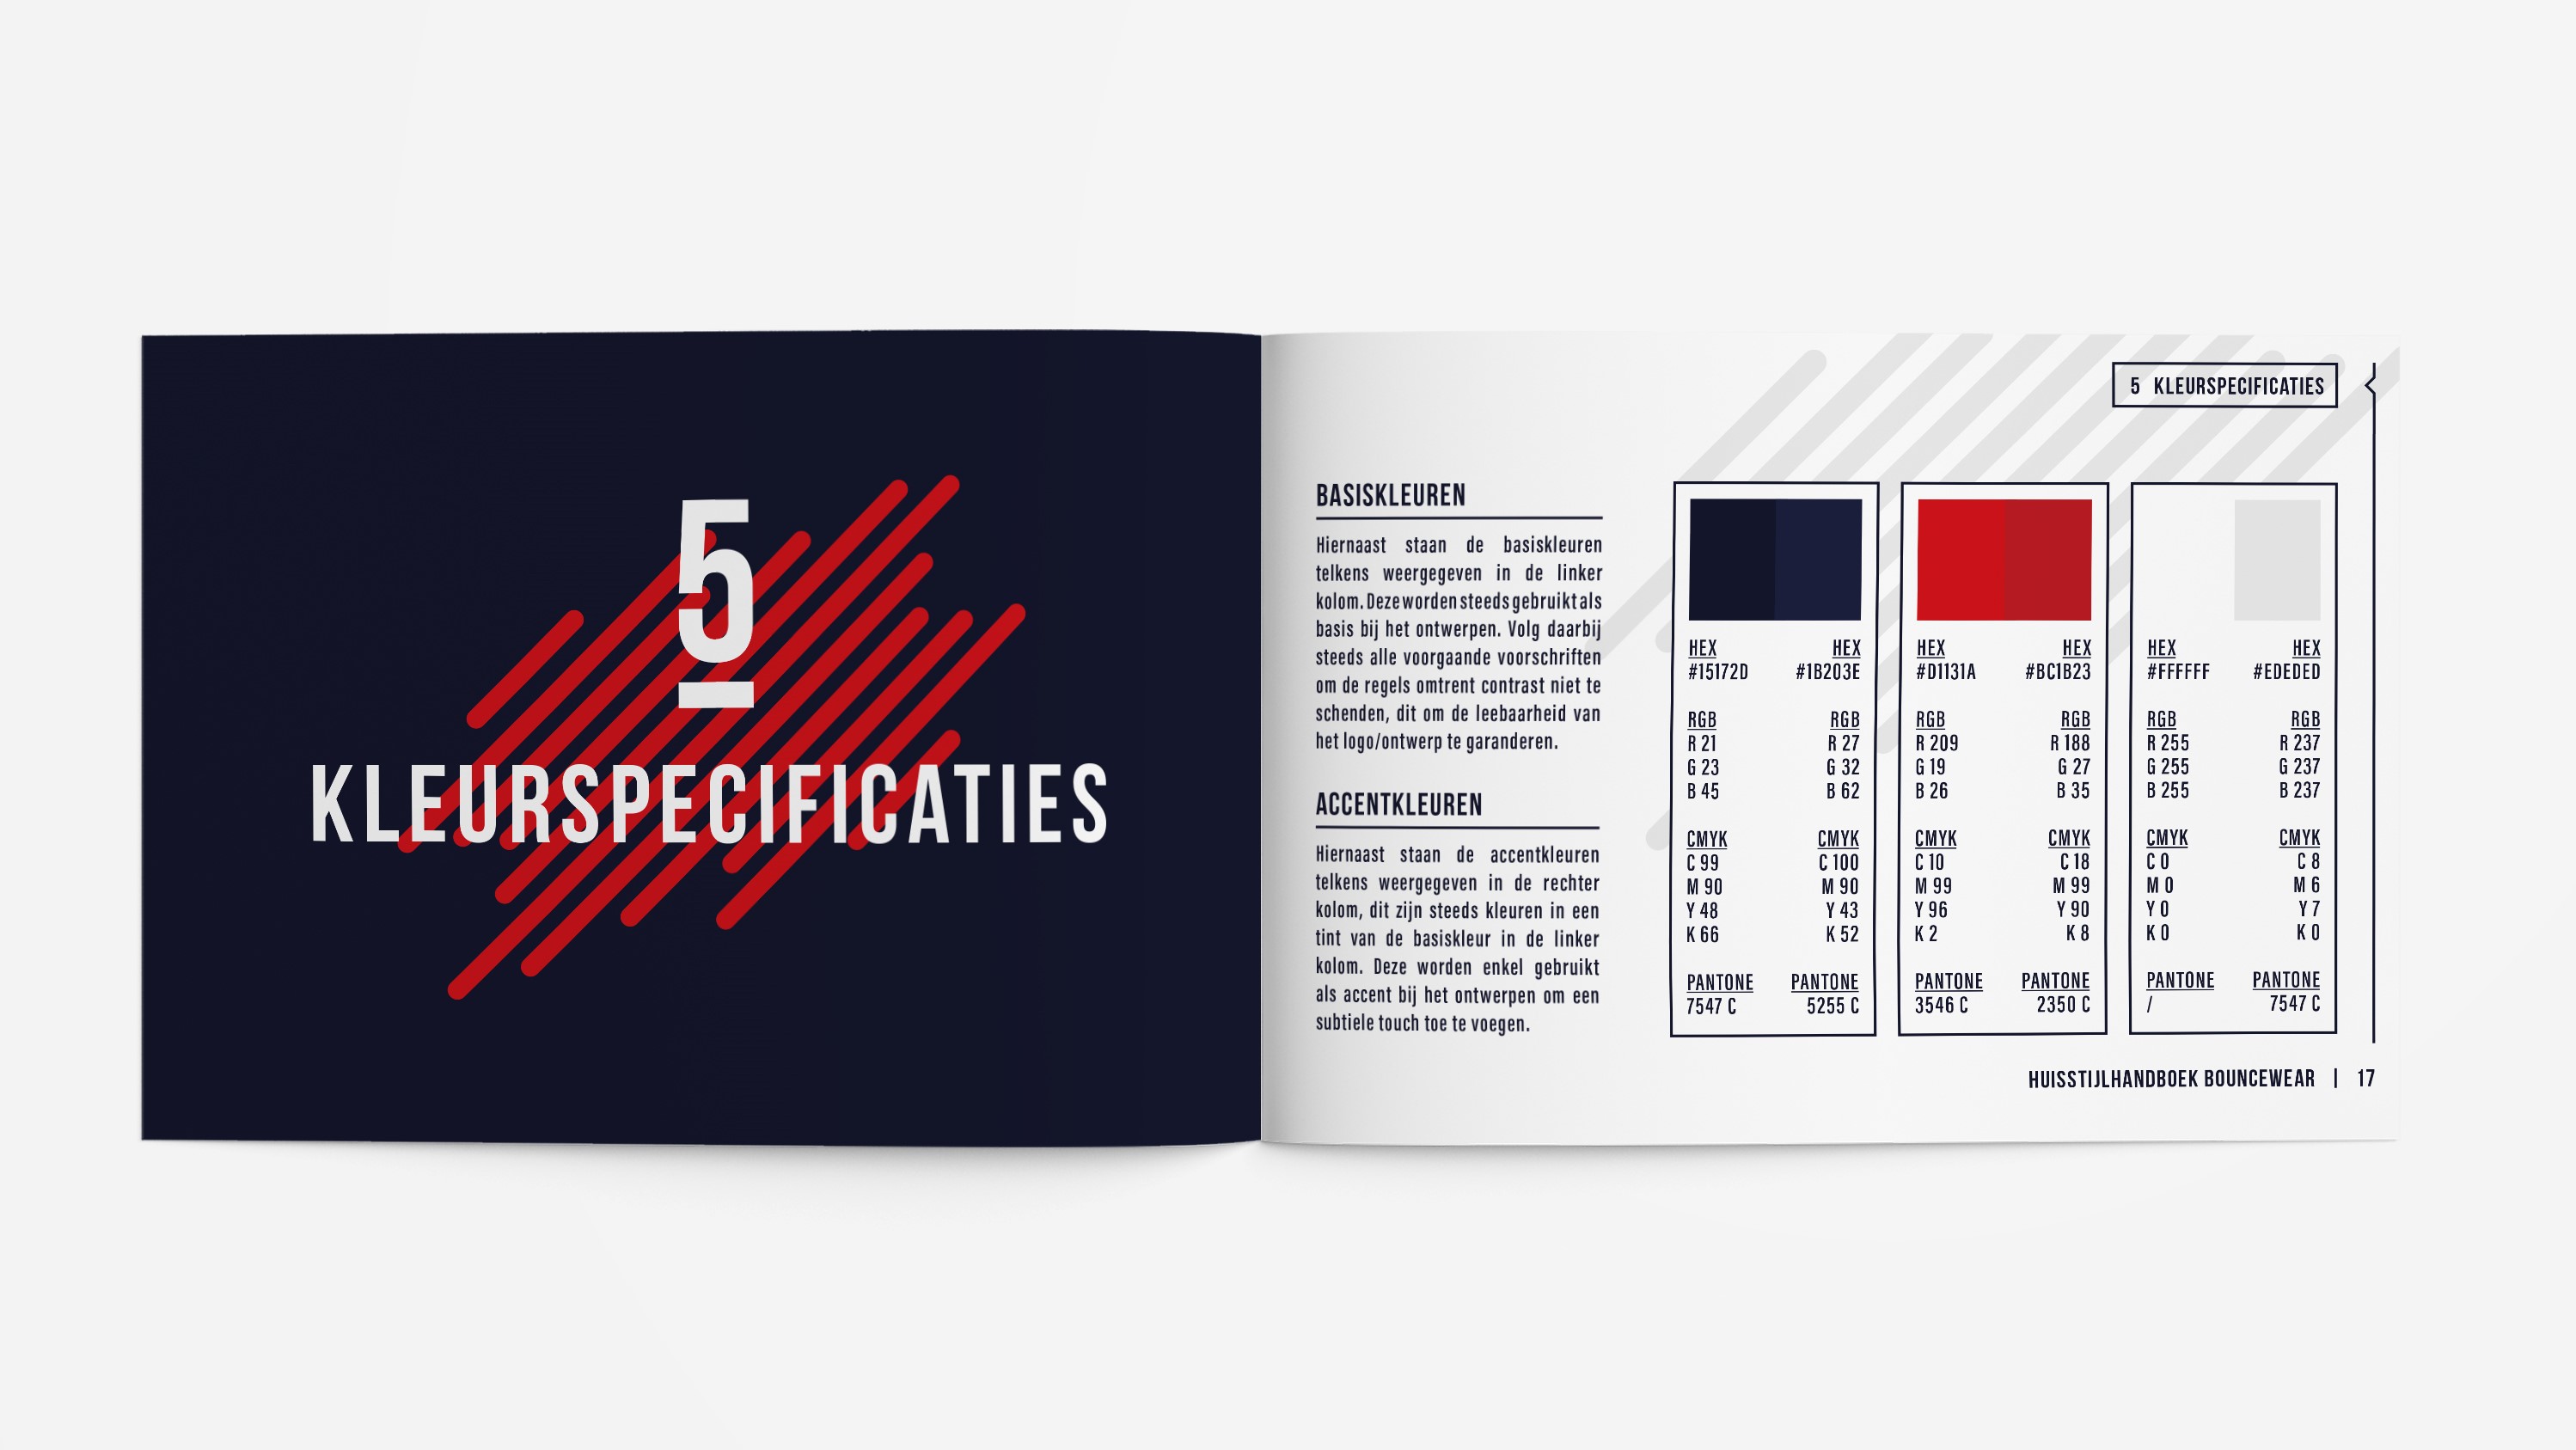 5
KLEURSPECIFICATIES
5 KLEURSPECIFICATIES
BASISKLEUREN
Hiernaast staan de basiskleuren
telkens weergegeven in de linker
kolom. Deze worden steeds gebruikt als
basis bij het ontwerpen. Volg daarbij
steeds alle voorgaande voorschriften
om de regels omtrent contrast niet te
schenden, dit om de leebaarheid van
het logo/ontwerp te garanderen.
ACCENTKLEUREN
Hiernaast staan de accentkleuren
telkens weergegeven in de rechter
kolom, dit zijn steeds kleuren in een
tint van de basiskleur in de linker
kolom. Deze worden enkel gebruikt
als accent bij het ontwerpen om een
subtiele touch toe te voegen.
HEX HEX
#15172D #1B203E
RGB RGB
R 21 R 27
G 23 G 32
B 45 B 62
CMYK CMYK
C 99 C 100
M 90 M 90
Y 48 Y 43
K 66 K 52
PANTONE PANTONE
7547 C 5255 C
HEX HEX
#D1131A #BC1B23
RGB RGB
R 209 R 188
G 19 G 27
B 26 B 35
CMYK CMYK
C 10 C 18
M 99 M 99
Y 96 Y 90
K 2 K 8
PANTONE PANTONE
3546 C 2350 C
HEX HEX
#FFFFFF #EDEDED
RGB RGB
R 255 R 237
G 255 G 237
B 255 B 237
CMYK CMYK
C 0 C 8
M 0 M 6
Y 0 Y 7
K 0 K 0
PANTONE PANTONE
/ 7547 C
HUISSTIJLHANDBOEK BOUNCEWEAR | 17